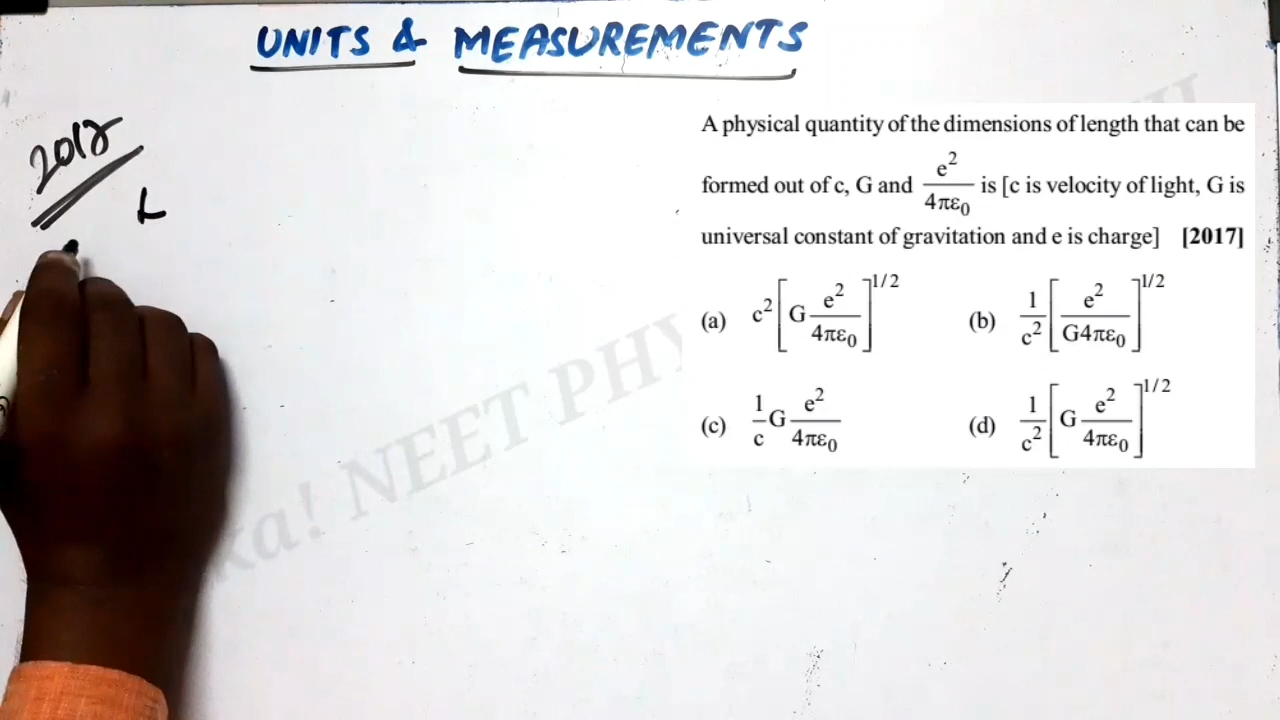 UNITS & MEASUREMENTS
2018
L
A physical quantity of the dimensions of length that can be
formed out of c, G and e²/4πε₀ is [c is velocity of light, G is
universal constant of gravitation and e is charge] [2017]
(a) c²[G e²/4πε₀]^1/2 (b) 1/c² [e²/G4πε₀]^1/2
(c) 1/c G e²/4πε₀ (d) 1/c² [G e²/4πε₀]^1/2
ka! NEET PHY